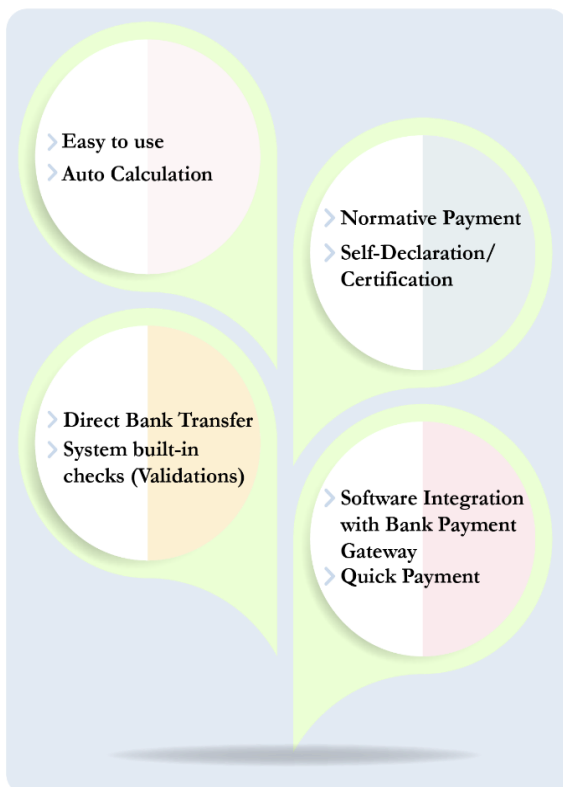 Easy to use
Auto Calculation
Normative Payment
Self-Declaration/
Certification
Direct Bank Transfer
System built-in
checks (Validations)
Software Integration
with Bank Payment
Gateway
Quick Payment